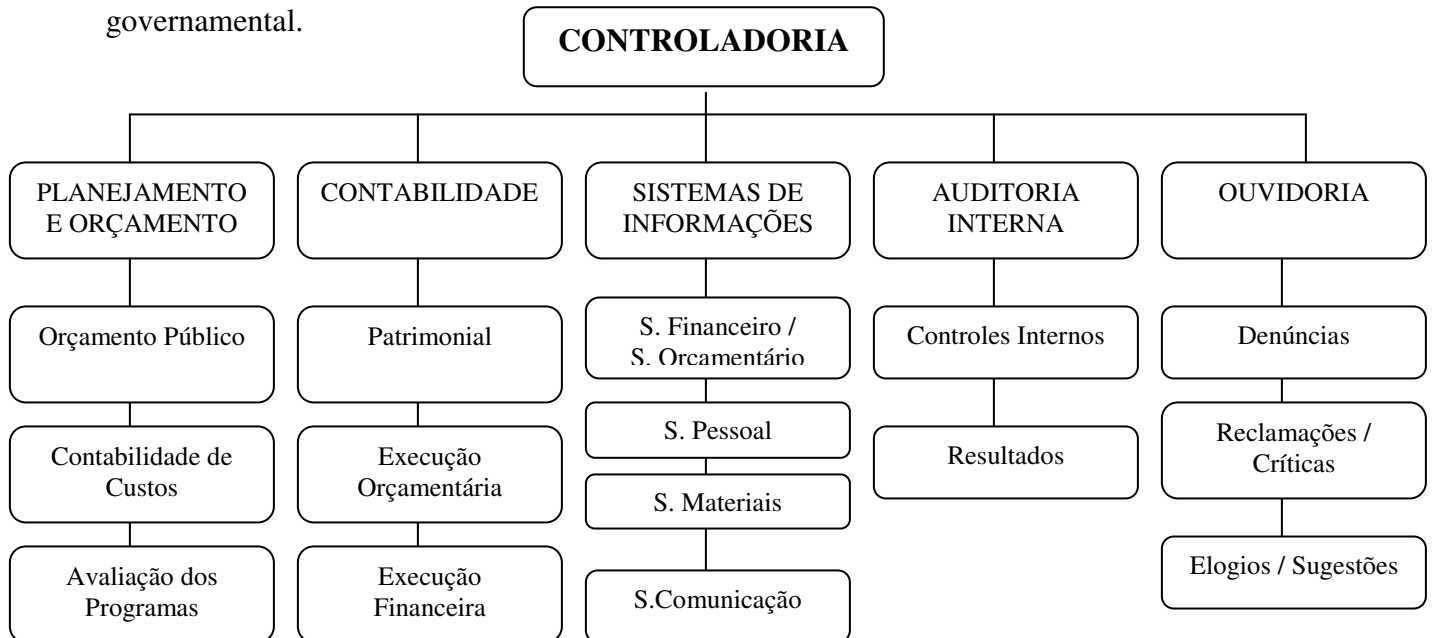 governamental.
CONTROLADORIA
PLANEJAMENTO
E ORÇAMENTO
CONTABILIDADE
SISTEMAS DE
INFORMAÇÕES
AUDITORIA
INTERNA
OUVIDORIA
Orçamento Público
Patrimonial
S. Financeiro /
S. Orçamentário
Controles Internos
Denúncias
Contabilidade de
Custos
Execução
Orçamentária
S. Pessoal
S. Materiais
Resultados
Reclamações /
Críticas
Avaliação dos
Programas
Execução
Financeira
S.Comunicação
Elogios / Sugestões